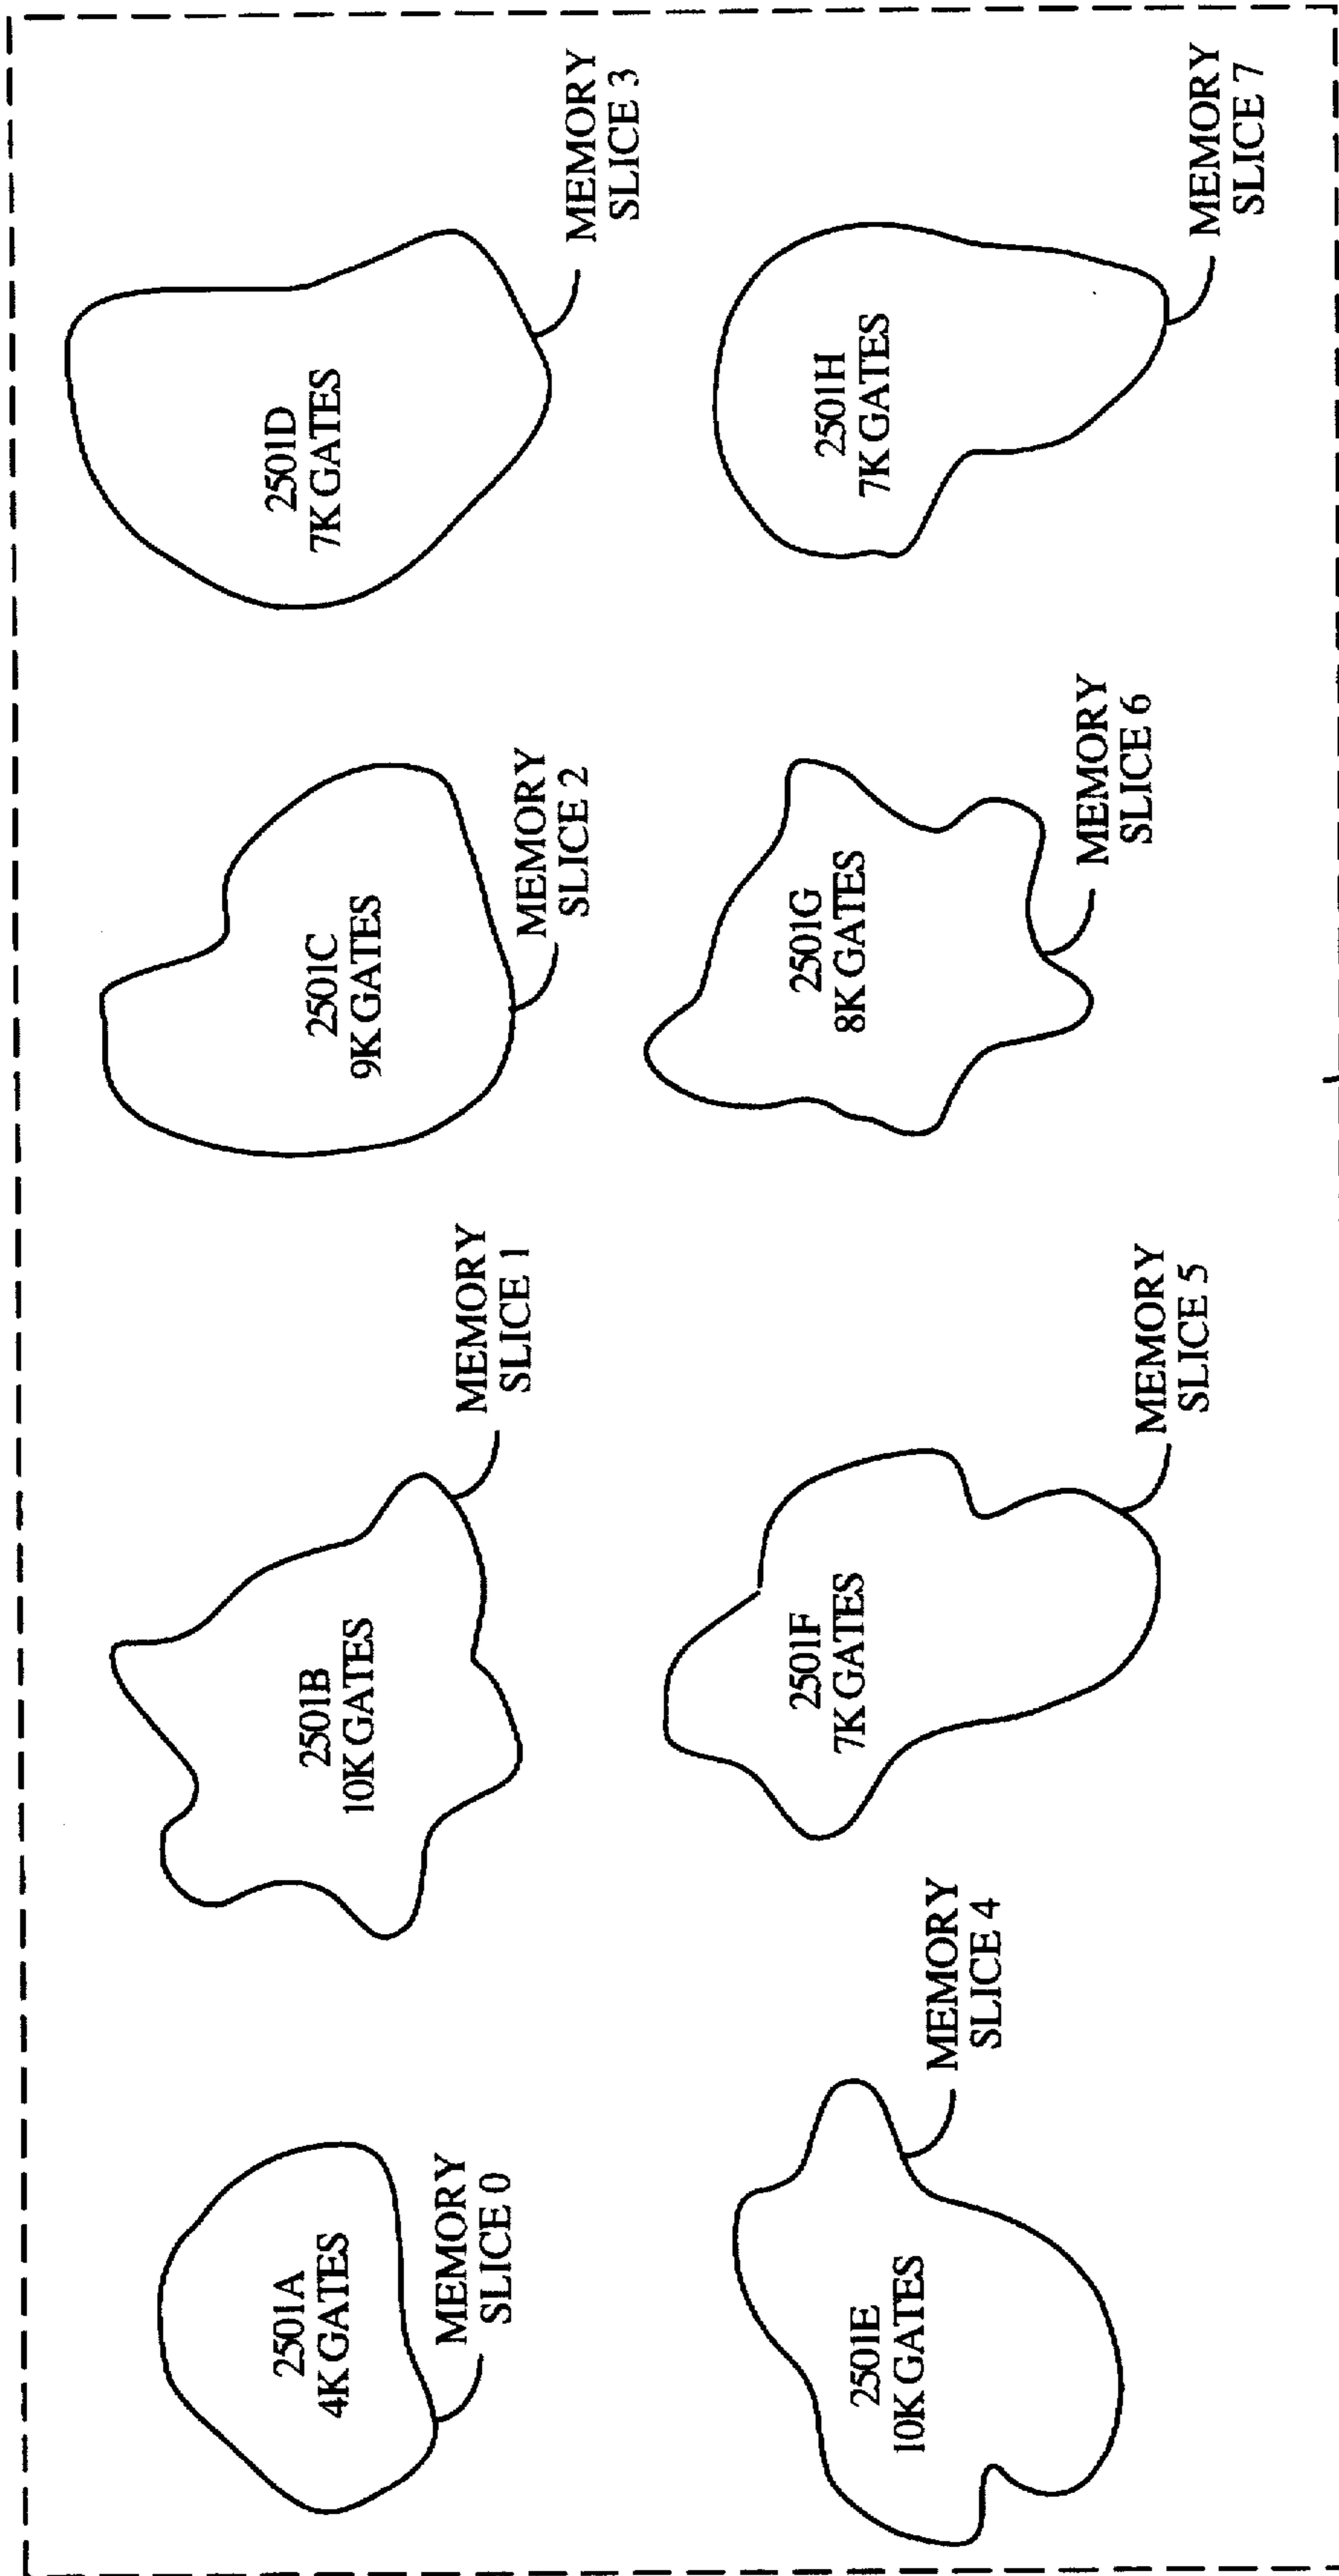 2501A
4K GATES
MEMORY
SLICE 0
2501B
10K GATES
MEMORY
SLICE 1
2501C
9K GATES
MEMORY
SLICE 2
2501D
7K GATES
MEMORY
SLICE 3
2501E
10K GATES
MEMORY
SLICE 4
2501F
7K GATES
MEMORY
SLICE 5
2501G
8K GATES
MEMORY
SLICE 6
2501H
7K GATES
MEMORY
SLICE 7